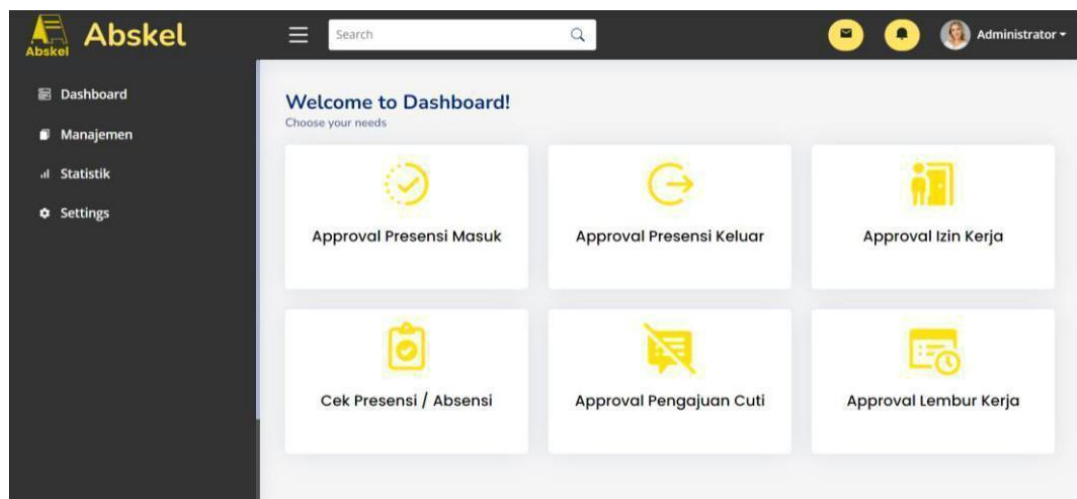 Abskel
Abskel
Search
Administrator
Dashboard
Manajemen
Statistik
Settings
Welcome to Dashboard!
Choose your needs
Approval Presensi Masuk
Approval Presensi Keluar
Approval Izin Kerja
Cek Presensi / Absensi
Approval Pengajuan Cuti
Approval Lembur Kerja